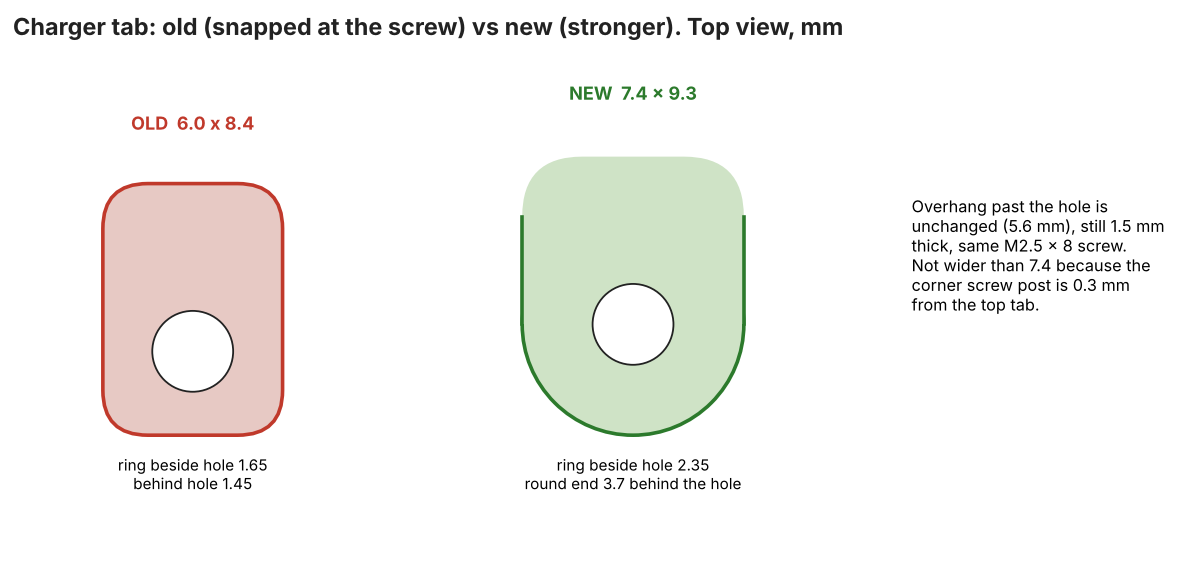 Charger tab: old (snapped at the screw) vs new (stronger). Top view, mm
NEW 7.4 × 9.3
OLD 6.0 x 8.4
Overhang past the hole is
unchanged (5.6 mm), still 1.5 mm
thick, same M2.5 × 8 screw.
Not wider than 7.4 because the
corner screw post is 0.3 mm
from the top tab.
ring beside hole 1.65
behind hole 1.45
ring beside hole 2.35
round end 3.7 behind the hole